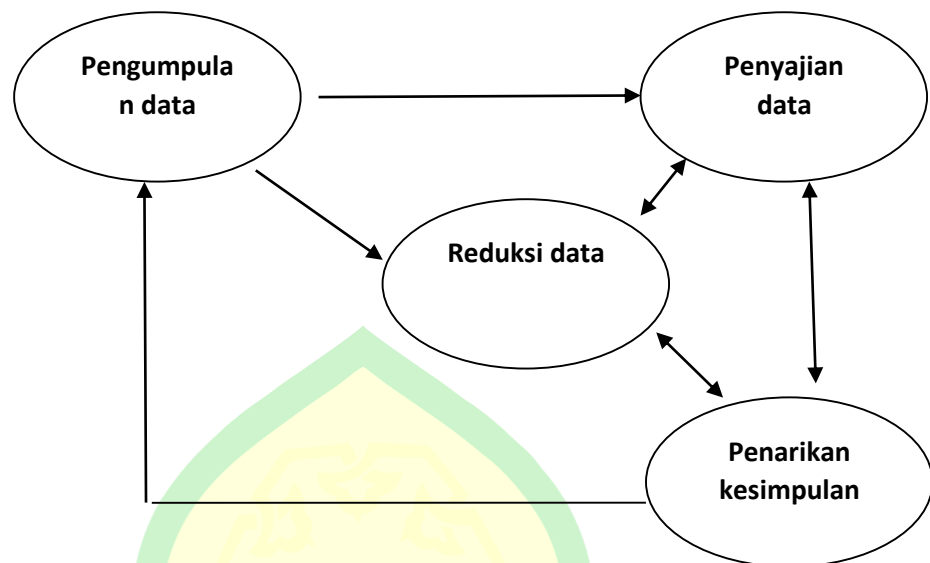 Pengumpula
n data
Penyajian
data
Reduksi data
Penarikan
kesimpulan